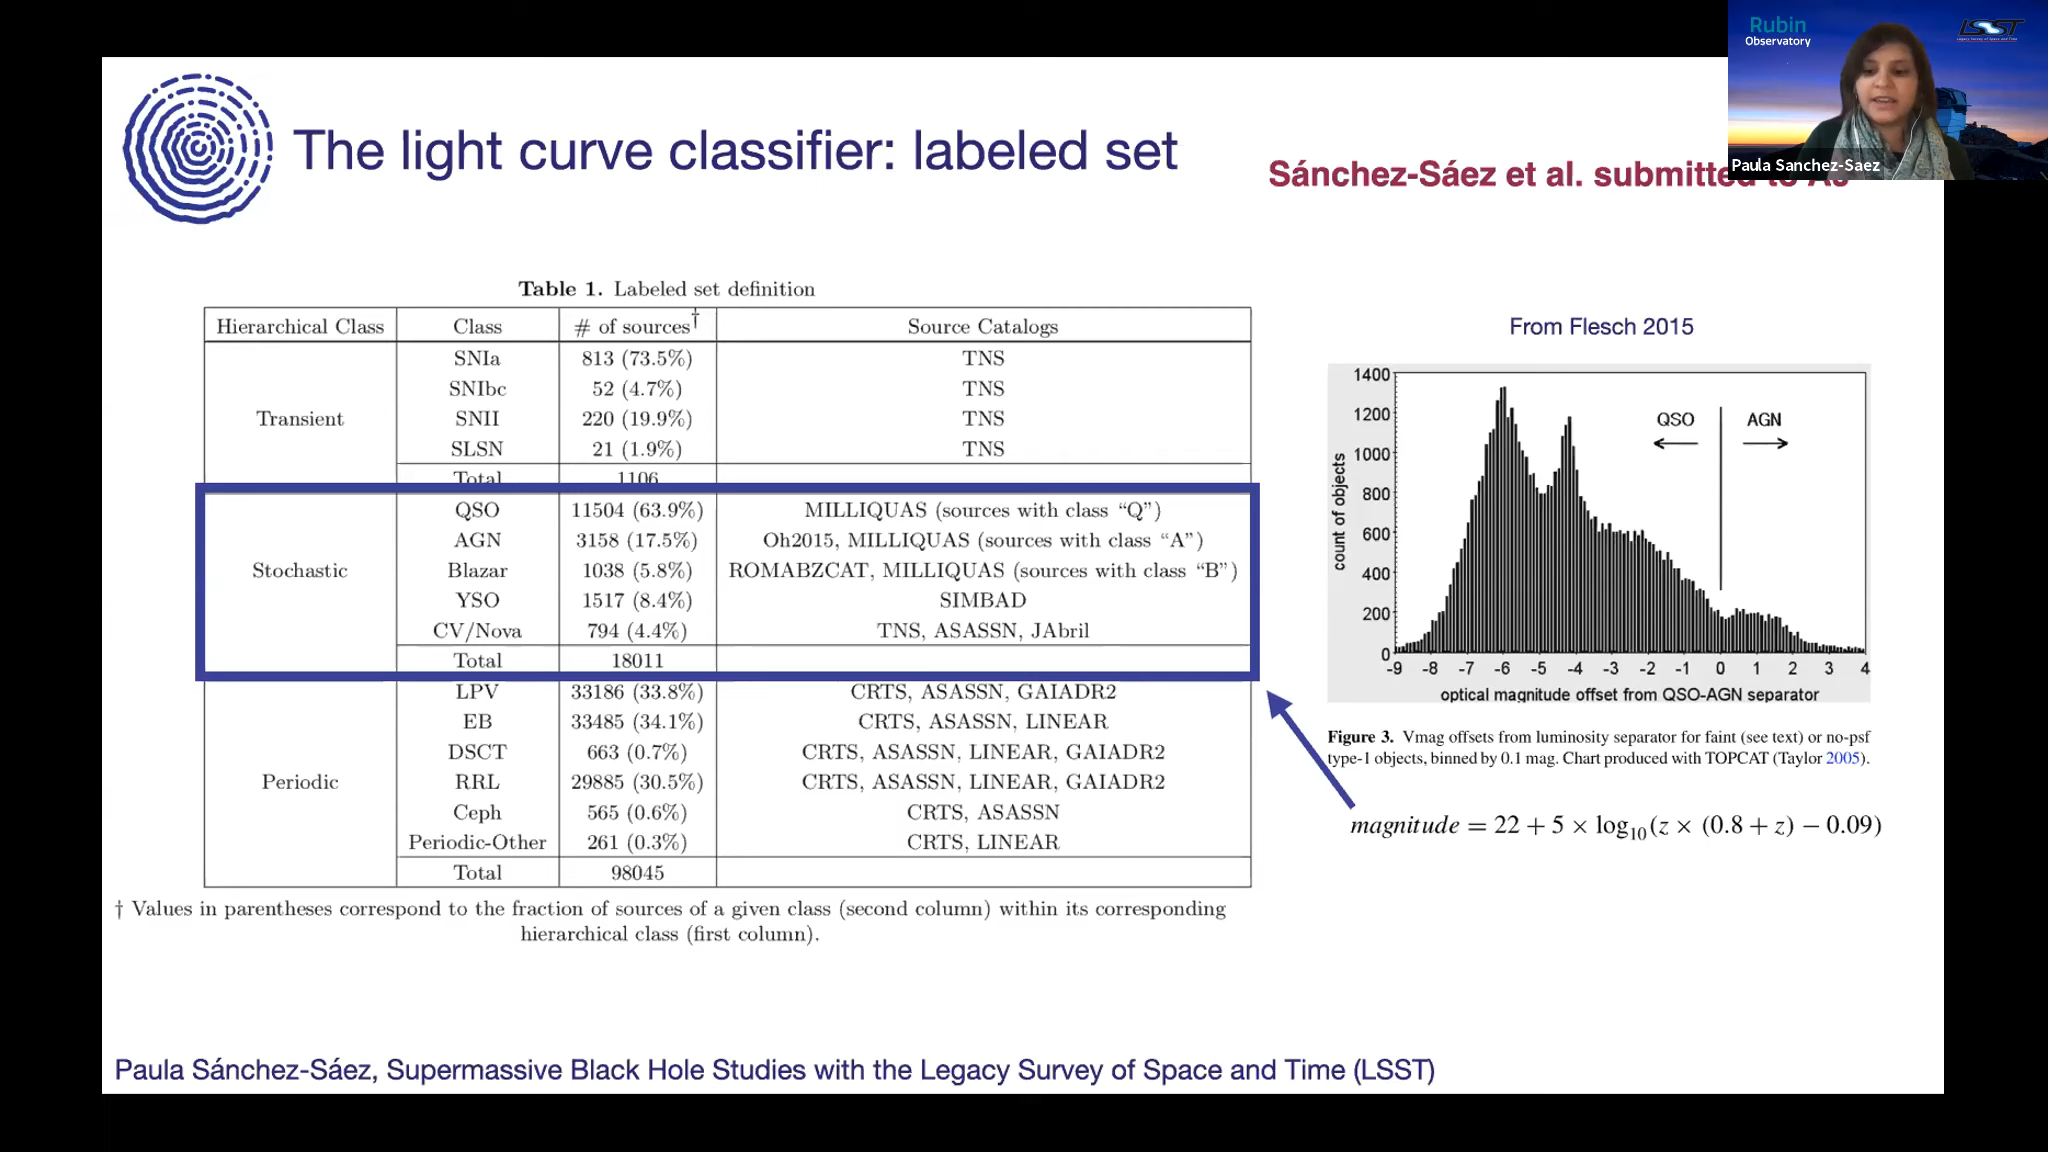 Rubin
Observatory
LSST
Paula Sanchez-Saez
The light curve classifier: labeled set
Sánchez-Sáez et al. submitted to
Table 1. Labeled set definition
Hierarchical Class Class # of sources† Source Catalogs
SNIa 813 (73.5%) TNS
SNIbc 52 (4.7%) TNS
Transient SNII 220 (19.9%) TNS
SLSN 21 (1.9%) TNS
Total 1106
QSO 11504 (63.9%) MILLIQUAS (sources with class “Q”)
AGN 3158 (17.5%) Oh2015, MILLIQUAS (sources with class “A”)
Stochastic Blazar 1038 (5.8%) ROMABZCAT, MILLIQUAS (sources with class “B”)
YSO 1517 (8.4%) SIMBAD
CV/Nova 794 (4.4%) TNS, ASASSN, JAbril
Total 18011
LPV 33186 (33.8%) CRTS, ASASSN, GAIADR2
EB 33485 (34.1%) CRTS, ASASSN, LINEAR
DSCT 663 (0.7%) CRTS, ASASSN, LINEAR, GAIADR2
Periodic RRL 29885 (30.5%) CRTS, ASASSN, LINEAR, GAIADR2
Ceph 565 (0.6%) CRTS, ASASSN
Periodic-Other 261 (0.3%) CRTS, LINEAR
Total 98045
† Values in parentheses correspond to the fraction of sources of a given class (second column) within its corresponding
hierarchical class (first column).
From Flesch 2015
1400
1200
1000
800
600
400
200
0
count of objects
QSO AGN
-9 -8 -7 -6 -5 -4 -3 -2 -1 0 1 2 3 4
optical magnitude offset from QSO-AGN separator
Figure 3. Vmag offsets from luminosity separator for faint (see text) or no-psf
type-I objects, binned by 0.1 mag. Chart produced with TOPCAT (Taylor 2005).
magnitude = 22 + 5 × log₁₀(z × (0.8 + z) − 0.09)
Paula Sánchez-Sáez, Supermassive Black Hole Studies with the Legacy Survey of Space and Time (LSST)